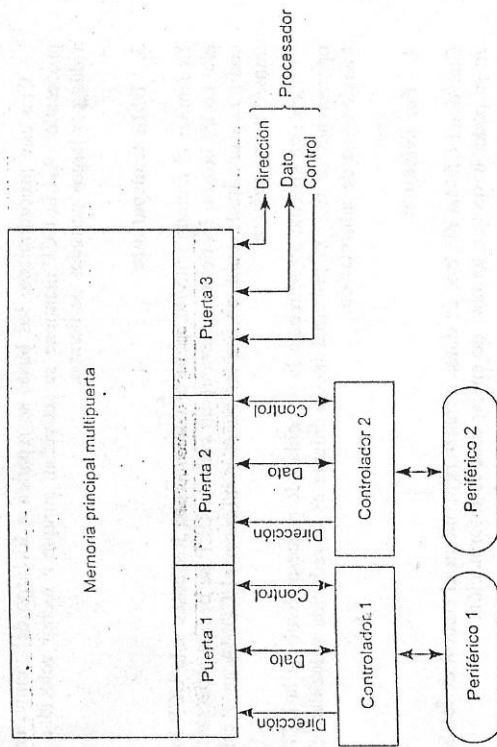 Memoria principal multipuerta
Puerta 1
Puerta 2
Puerta 3
Dirección
Dato
Control
Dirección
Dato
Control
Dirección
Dato
Control
Procesador
Controlador 1
Controlador 2
Periférico 1
Periférico 2